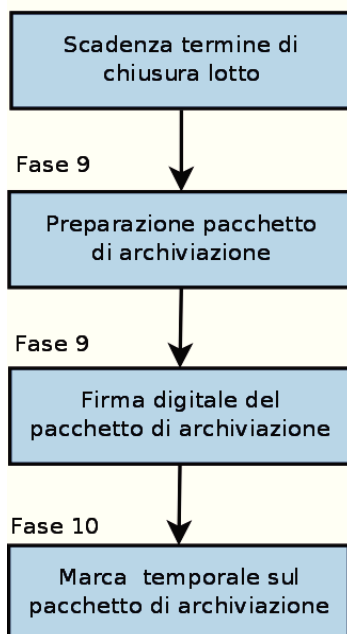 Scadenza termine di
chiusura lotto
Fase 9
Preparazione pacchetto
di archiviazione
Fase 9
Firma digitale del
pacchetto di archiviazione
Fase 10
Marca temporale sul
pacchetto di archiviazione